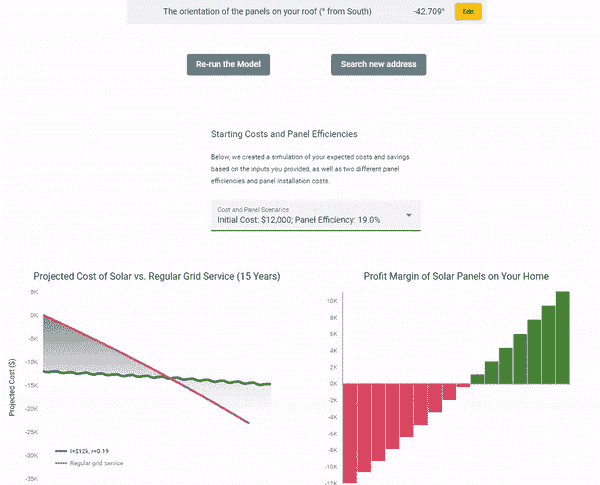 The orientation of the panels on your roof (° from South) -42.709° Edit
Re-run the Model Search new address
Starting Costs and Panel Efficiencies
Below, we created a simulation of your expected costs and savings
based on the inputs you provided, as well as two different panel
efficiencies and panel installation costs.
Cost and Panel Scenarios
Initial Cost: $12,000; Panel Efficiency: 19.0%
Projected Cost of Solar vs. Regular Grid Service (15 Years)
Projected Cost ($)
5K
0K
-5K
-10K
-15K
-20K
-25K
-30K
-35K
I=$12k, r=0.19
Regular grid service
Profit Margin of Solar Panels on Your Home
10K
8K
6K
4K
2K
0K
-2K
-4K
-6K
-8K
-10K
-12K